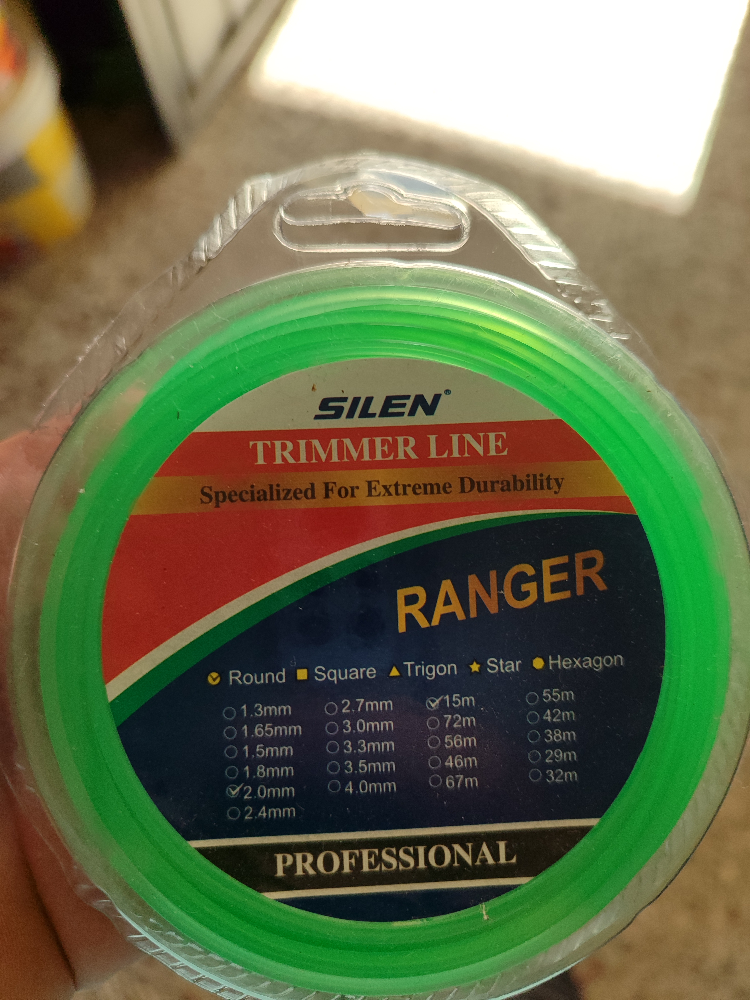 SILEN®
TRIMMER LINE
Specialized For Extreme Durability
RANGER
Round Square Trigon Star Hexagon
1.3mm 2.7mm 15m 55m
1.65mm 3.0mm 72m 42m
1.5mm 3.3mm 56m 38m
1.8mm 3.5mm 46m 29m
2.0mm 4.0mm 67m 32m
2.4mm
PROFESSIONAL